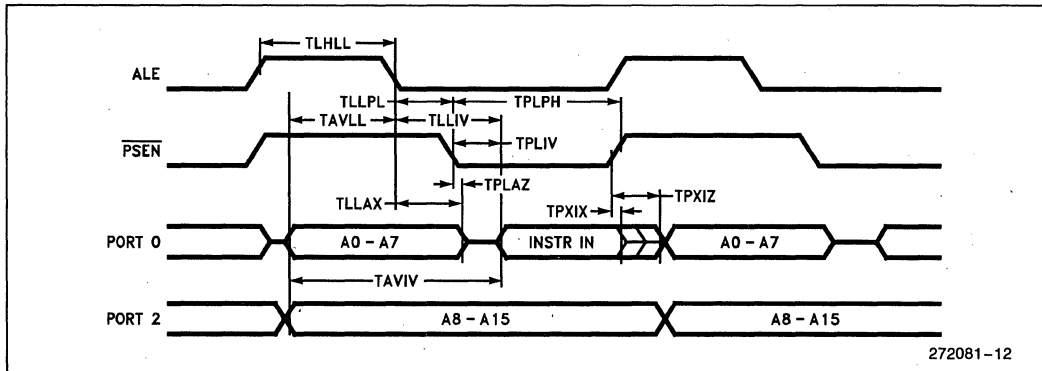 TLHLL
ALE
TLLPL
TPLPH
TAVLL
TLLIV
PSEN
TPLIV
TPLAZ
TLLAX
TPXIZ
TPXIX
PORT 0
A0 - A7
INSTR IN
A0 - A7
TAVIV
PORT 2
A8 - A15
A8 - A15
272081-12